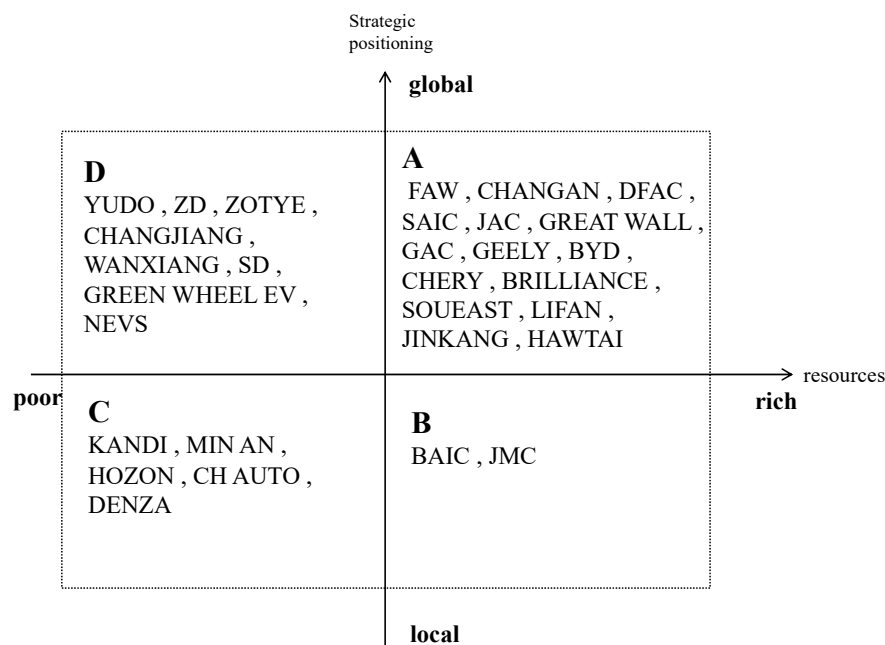 Strategic
positioning
global
D
YUDO , ZD , ZOTYE ,
CHANGJIANG ,
WANXIANG , SD ,
GREEN WHEEL EV ,
NEVS
A
FAW , CHANGAN , DFAC ,
SAIC , JAC , GREAT WALL ,
GAC , GEELY , BYD ,
CHERY , BRILLIANCE ,
SOUEAST , LIFAN ,
JINKANG , HAWTAI
resources
poor
rich
C
KANDI , MIN AN ,
HOZON , CH AUTO ,
DENZA
B
BAIC , JMC
local